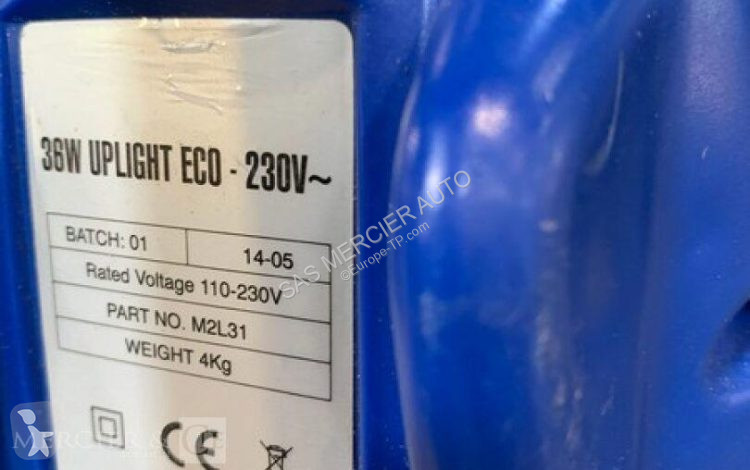 36W UPLIGHT ECO - 230V~
BATCH: 01 14-05
Rated Voltage 110-230V
PART NO. M2L31
WEIGHT 4Kg
CE
SAS MERCIER AUTO
©Europe-TP.com